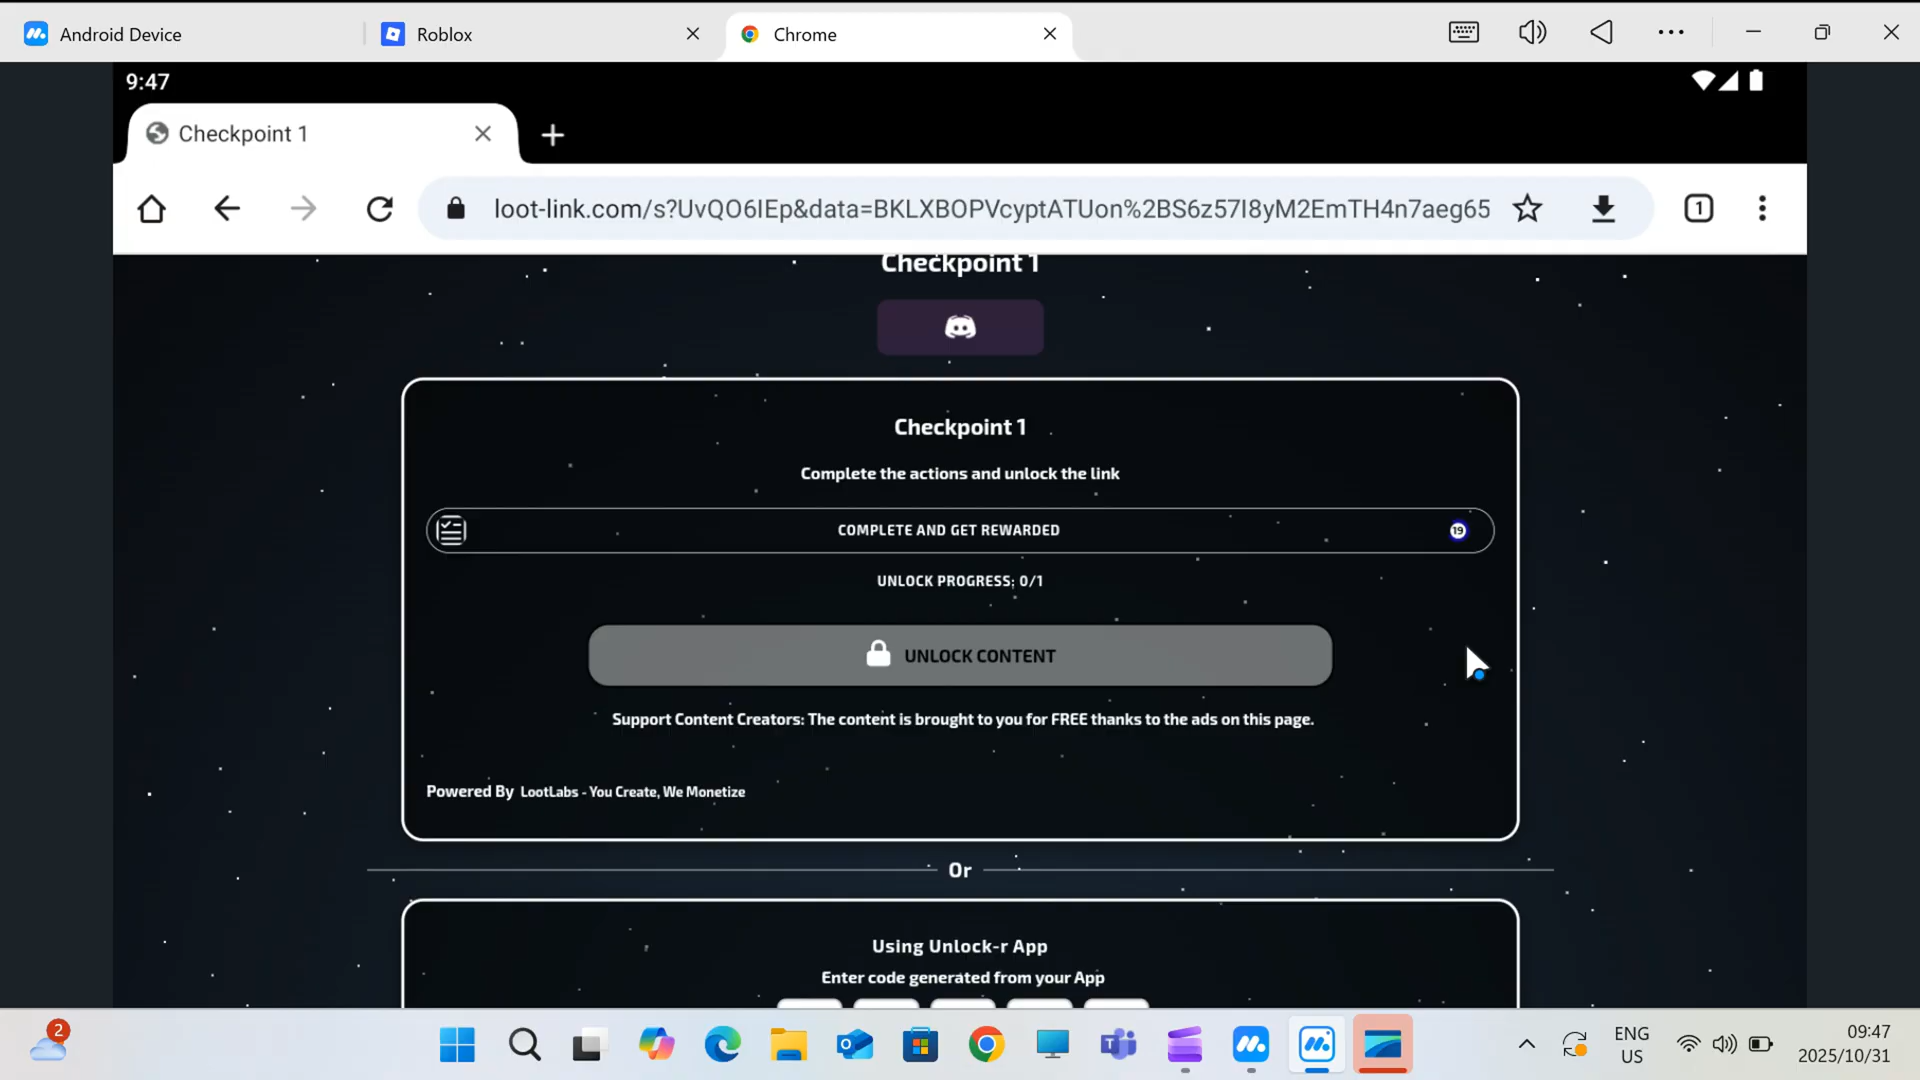 Android Device
Roblox
Chrome
9:47
Checkpoint 1
1
loot-link.com/s?UvQO6IEp&data=BKLXBOPVcyptATUon%2BS6z57I8yM2EmTH4n7aeg65
Checkpoint 1
Checkpoint 1
Complete the actions and unlock the link
COMPLETE AND GET REWARDED
19
UNLOCK PROGRESS: 0/1
UNLOCK CONTENT
Support Content Creators: The content is brought to you for FREE thanks to the ads on this page.
Powered By LootLabs - You Create, We Monetize
Or
Using Unlock-r App
Enter code generated from your App
2
ENG
US
09:47
2025/10/31